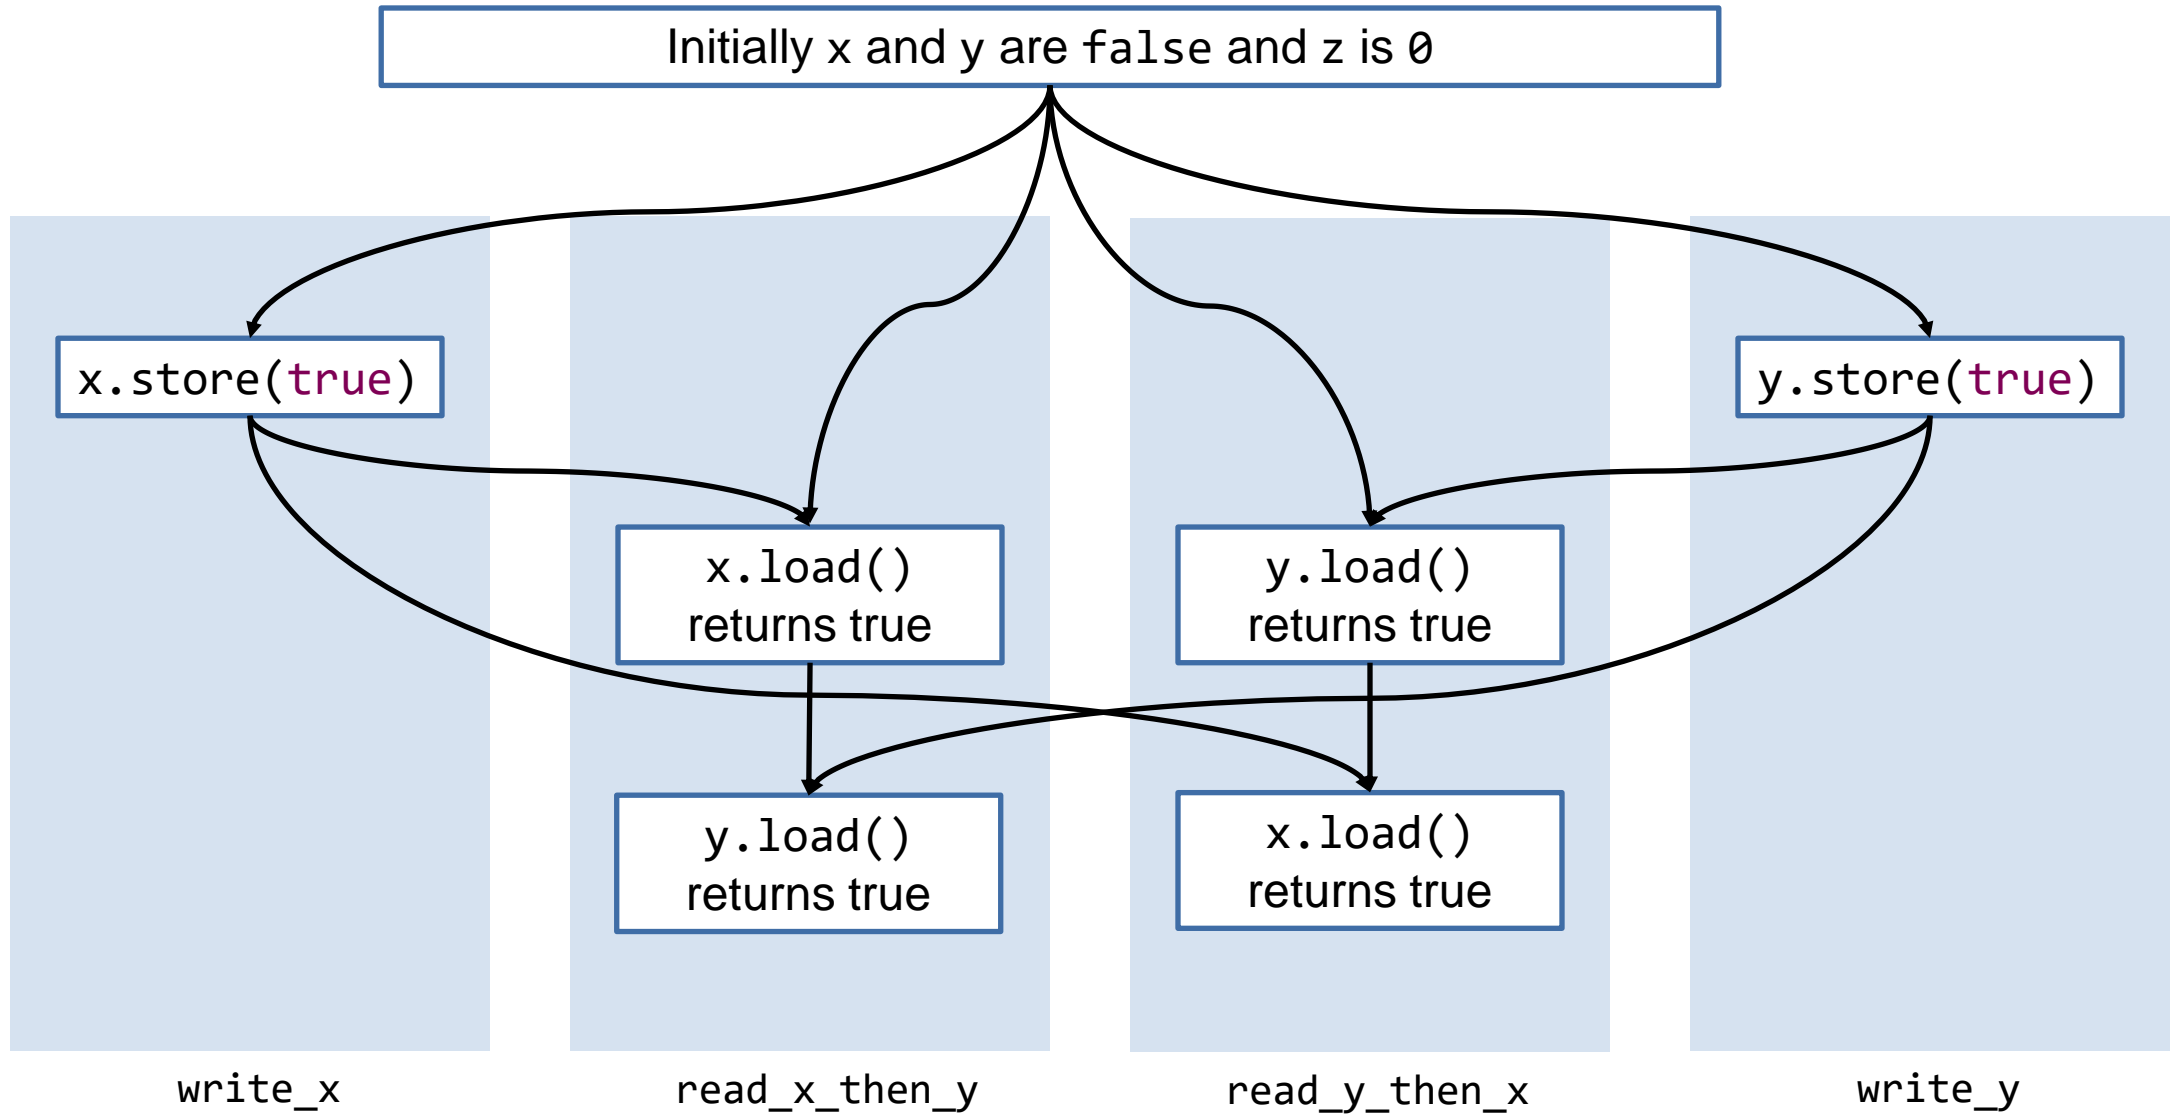 Initially x and y are false and z is 0
x.store(true)
y.store(true)
x.load()
returns true
y.load()
returns true
y.load()
returns true
x.load()
returns true
write_x
read_x_then_y
read_y_then_x
write_y